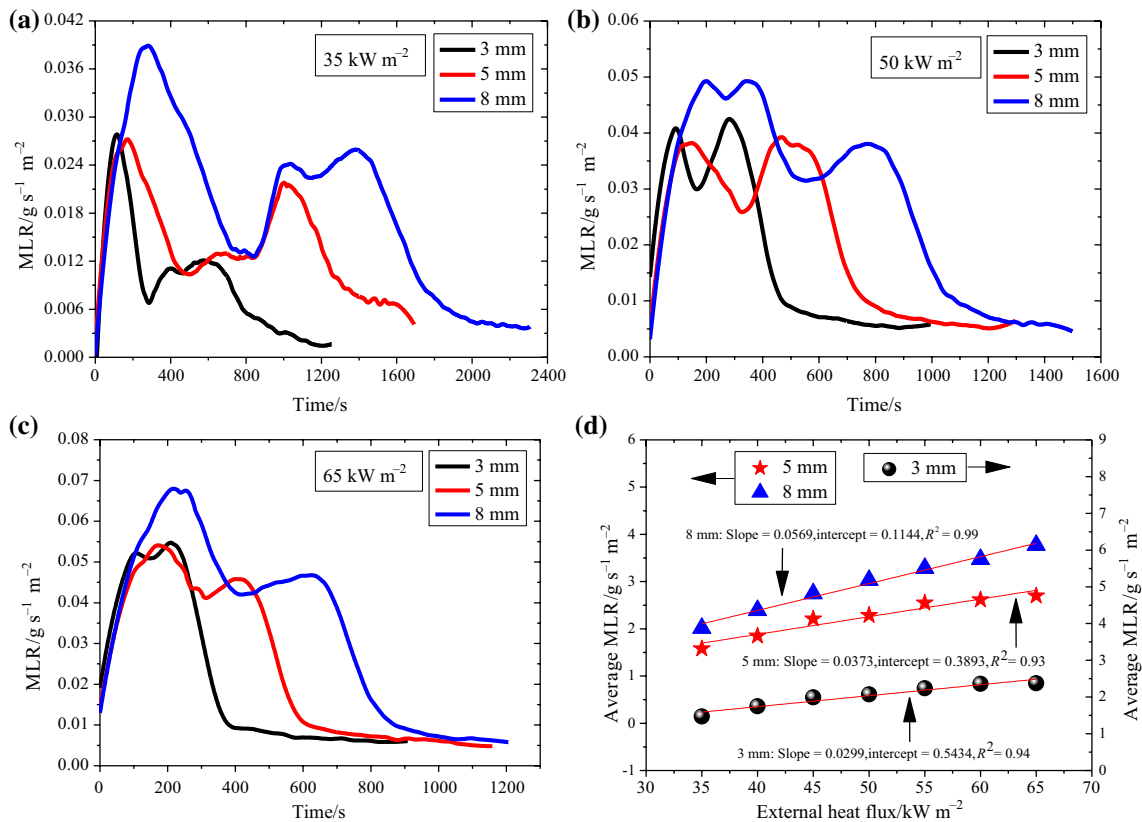 (a)
0.042
0.036
0.030
0.024
0.018
0.012
0.006
0.000
MLR/g s⁻¹ m⁻²
35 kW m⁻²
3 mm
5 mm
8 mm
0 400 800 1200 1600 2000 2400
Time/s
(b)
0.06
0.05
0.04
0.03
0.02
0.01
0.00
MLR/g s⁻¹ m⁻²
50 kW m⁻²
3 mm
5 mm
8 mm
0 200 400 600 800 1000 1200 1400 1600
Time/s
(c)
0.08
0.07
0.06
0.05
0.04
0.03
0.02
0.01
0.00
MLR/g s⁻¹ m⁻²
65 kW m⁻²
3 mm
5 mm
8 mm
0 200 400 600 800 1000 1200
Time/s
(d)
6
5
4
3
2
1
0
-1
Average MLR/g s⁻¹ m⁻²
5 mm
8 mm
3 mm
8 mm: Slope = 0.0569,intercept = 0.1144, R² = 0.99
5 mm: Slope = 0.0373,intercept = 0.3893, R² = 0.93
3 mm: Slope = 0.0299,intercept = 0.5434, R² = 0.94
9
8
7
6
5
4
3
2
1
0
Average MLR/g s⁻¹ m⁻²
30 35 40 45 50 55 60 65 70
External heat flux/kW m⁻²